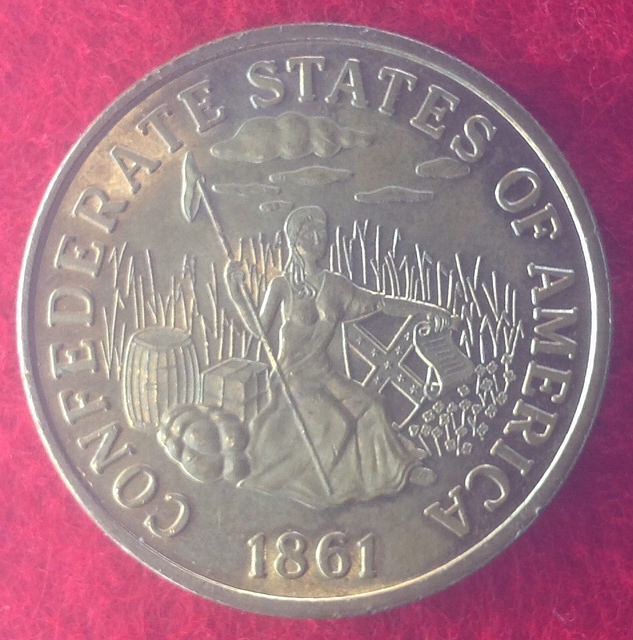 CONFEDERATE STATES OF AMERICA
1861